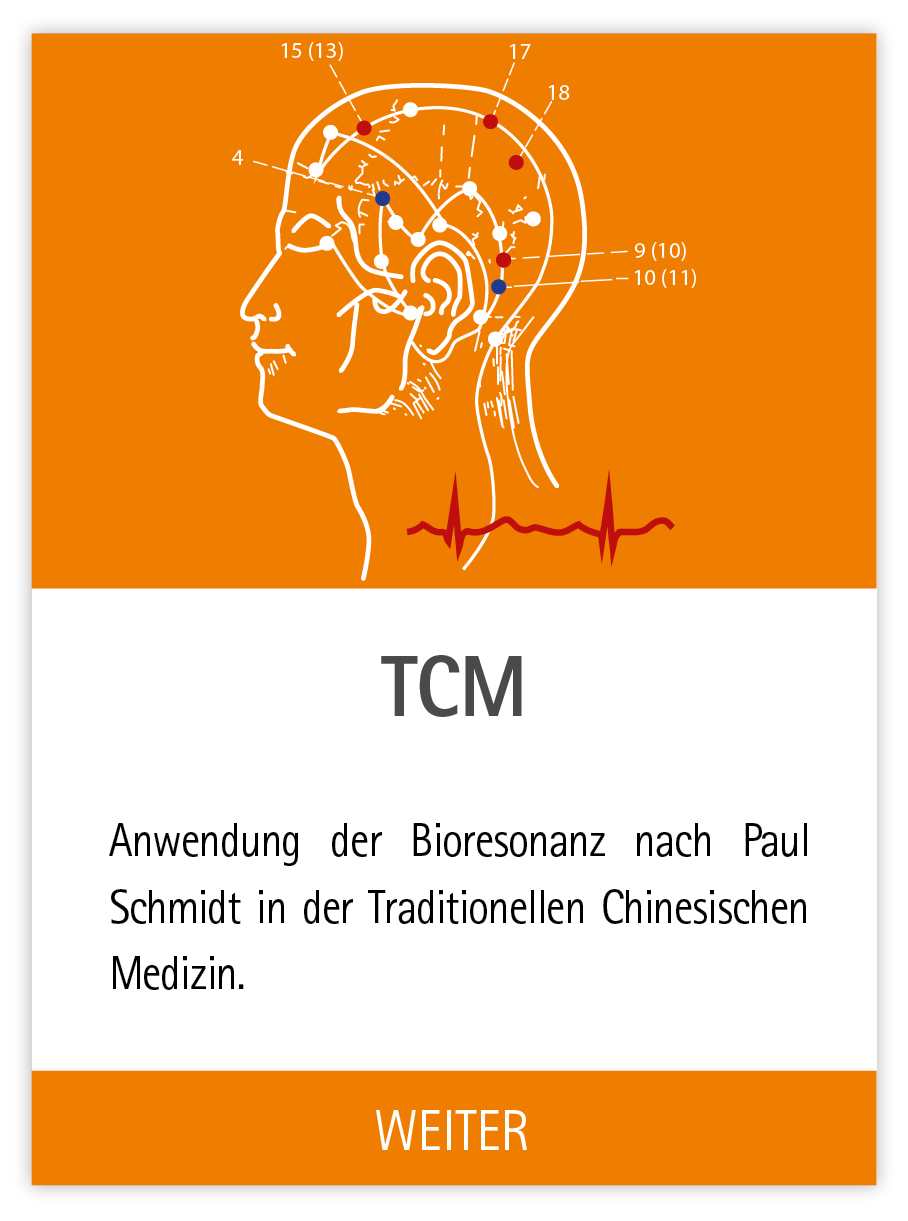 15 (13)
17
18
4
9 (10)
10 (11)
TCM
Anwendung der Bioresonanz nach Paul
Schmidt in der Traditionellen Chinesischen
Medizin.
WEITER